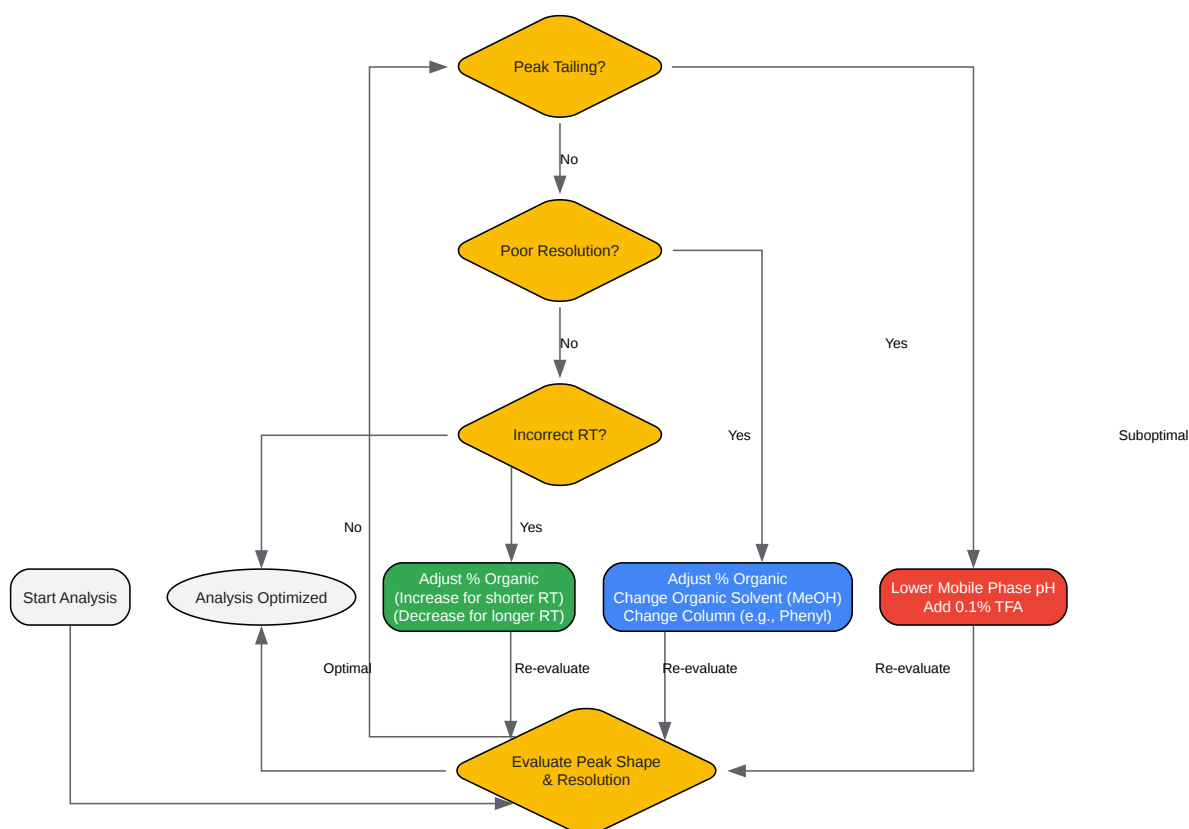 Peak Tailing?
No
Poor Resolution?
No
Yes
Incorrect RT?
Yes
Suboptimal
No
Yes
Start Analysis
Analysis Optimized
Adjust % Organic
(Increase for shorter RT)
(Decrease for longer RT)
Adjust % Organic
Change Organic Solvent (MeOH)
Change Column (e.g., Phenyl)
Lower Mobile Phase pH
Add 0.1% TFA
Optimal
Re-evaluate
Re-evaluate
Re-evaluate
Evaluate Peak Shape
& Resolution